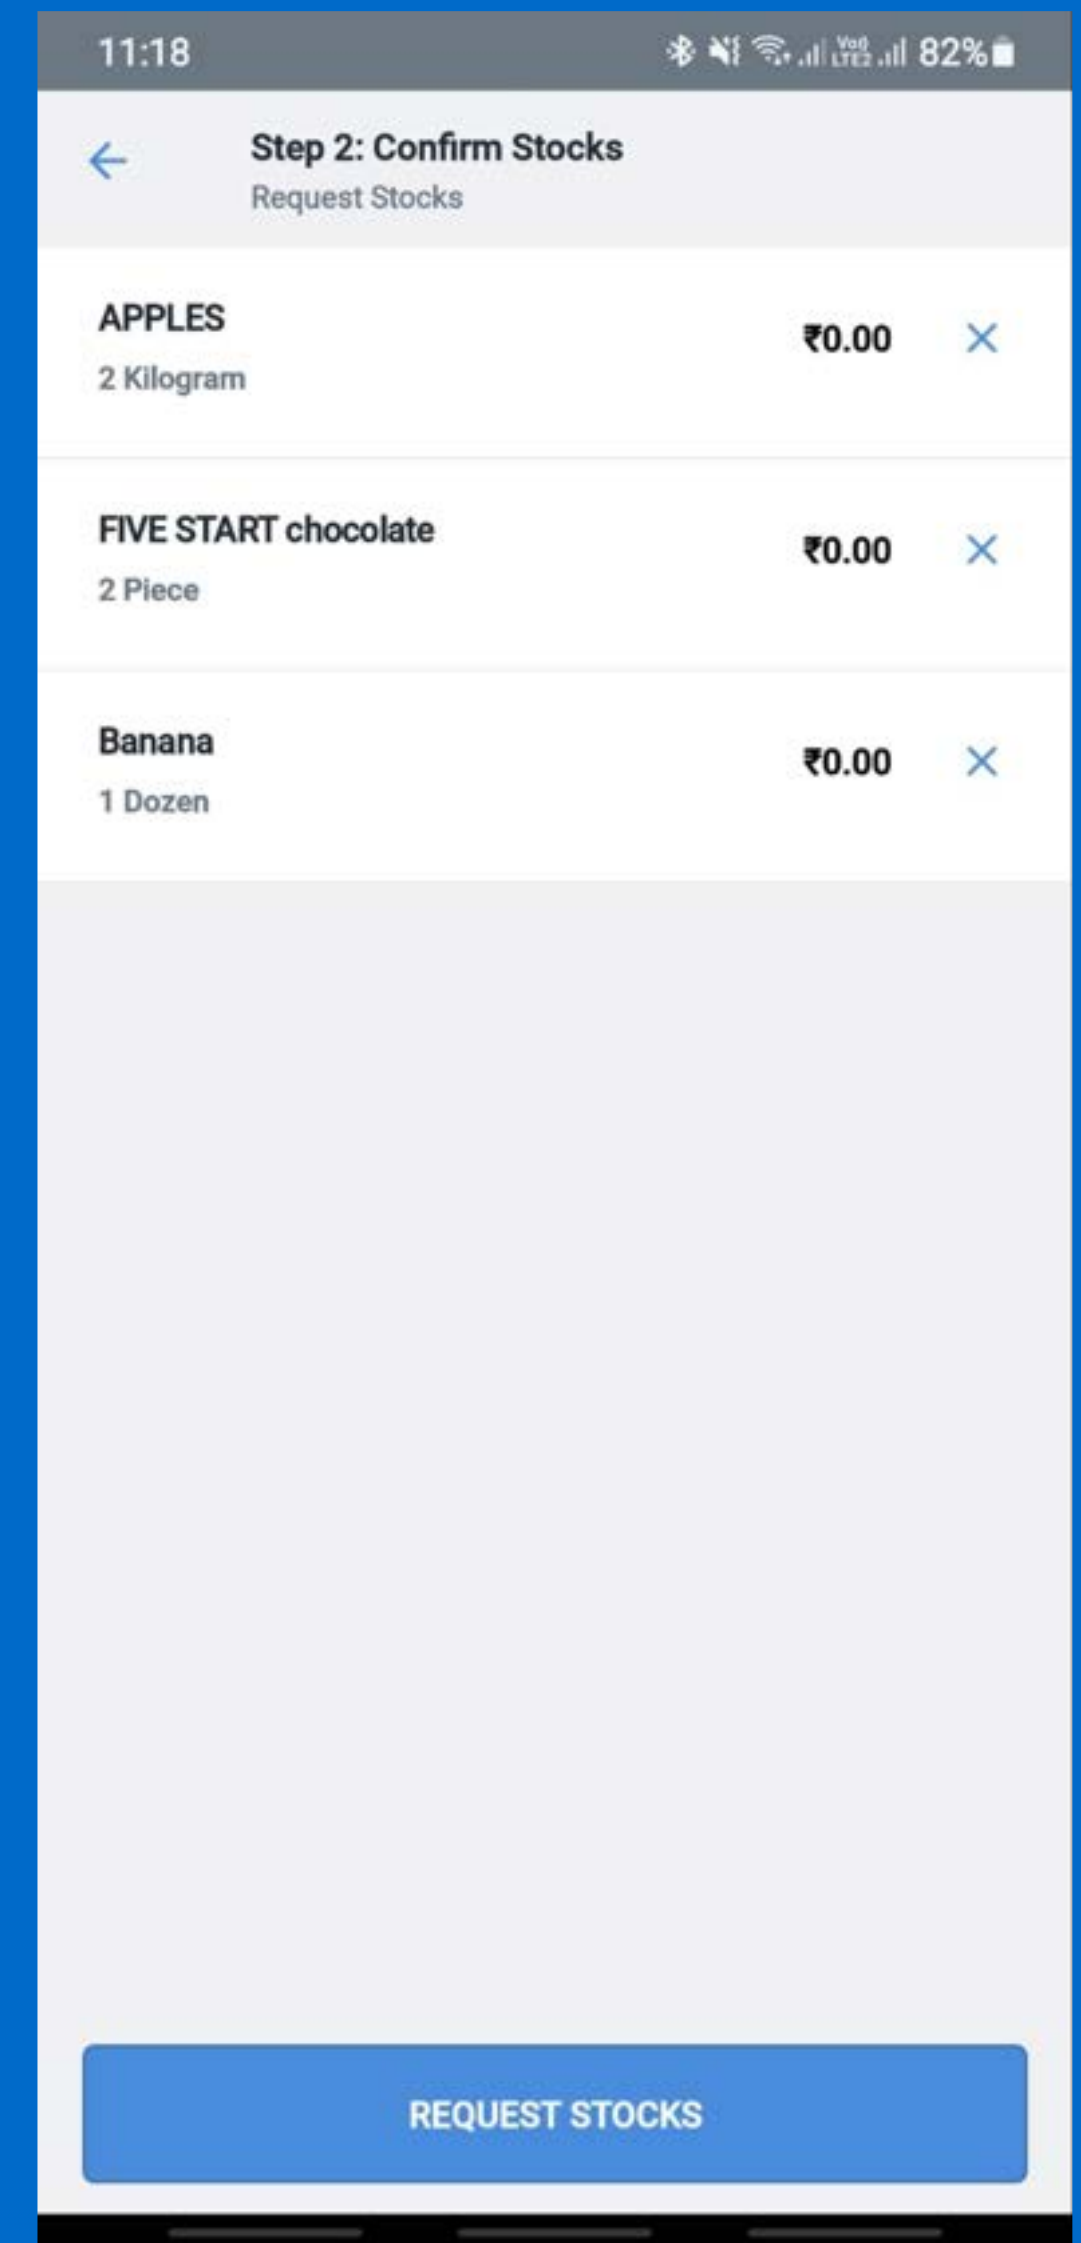 11:18
82%
Step 2: Confirm Stocks
Request Stocks
APPLES
₹0.00
2 Kilogram
FIVE START chocolate
₹0.00
2 Piece
Banana
₹0.00
1 Dozen
REQUEST STOCKS